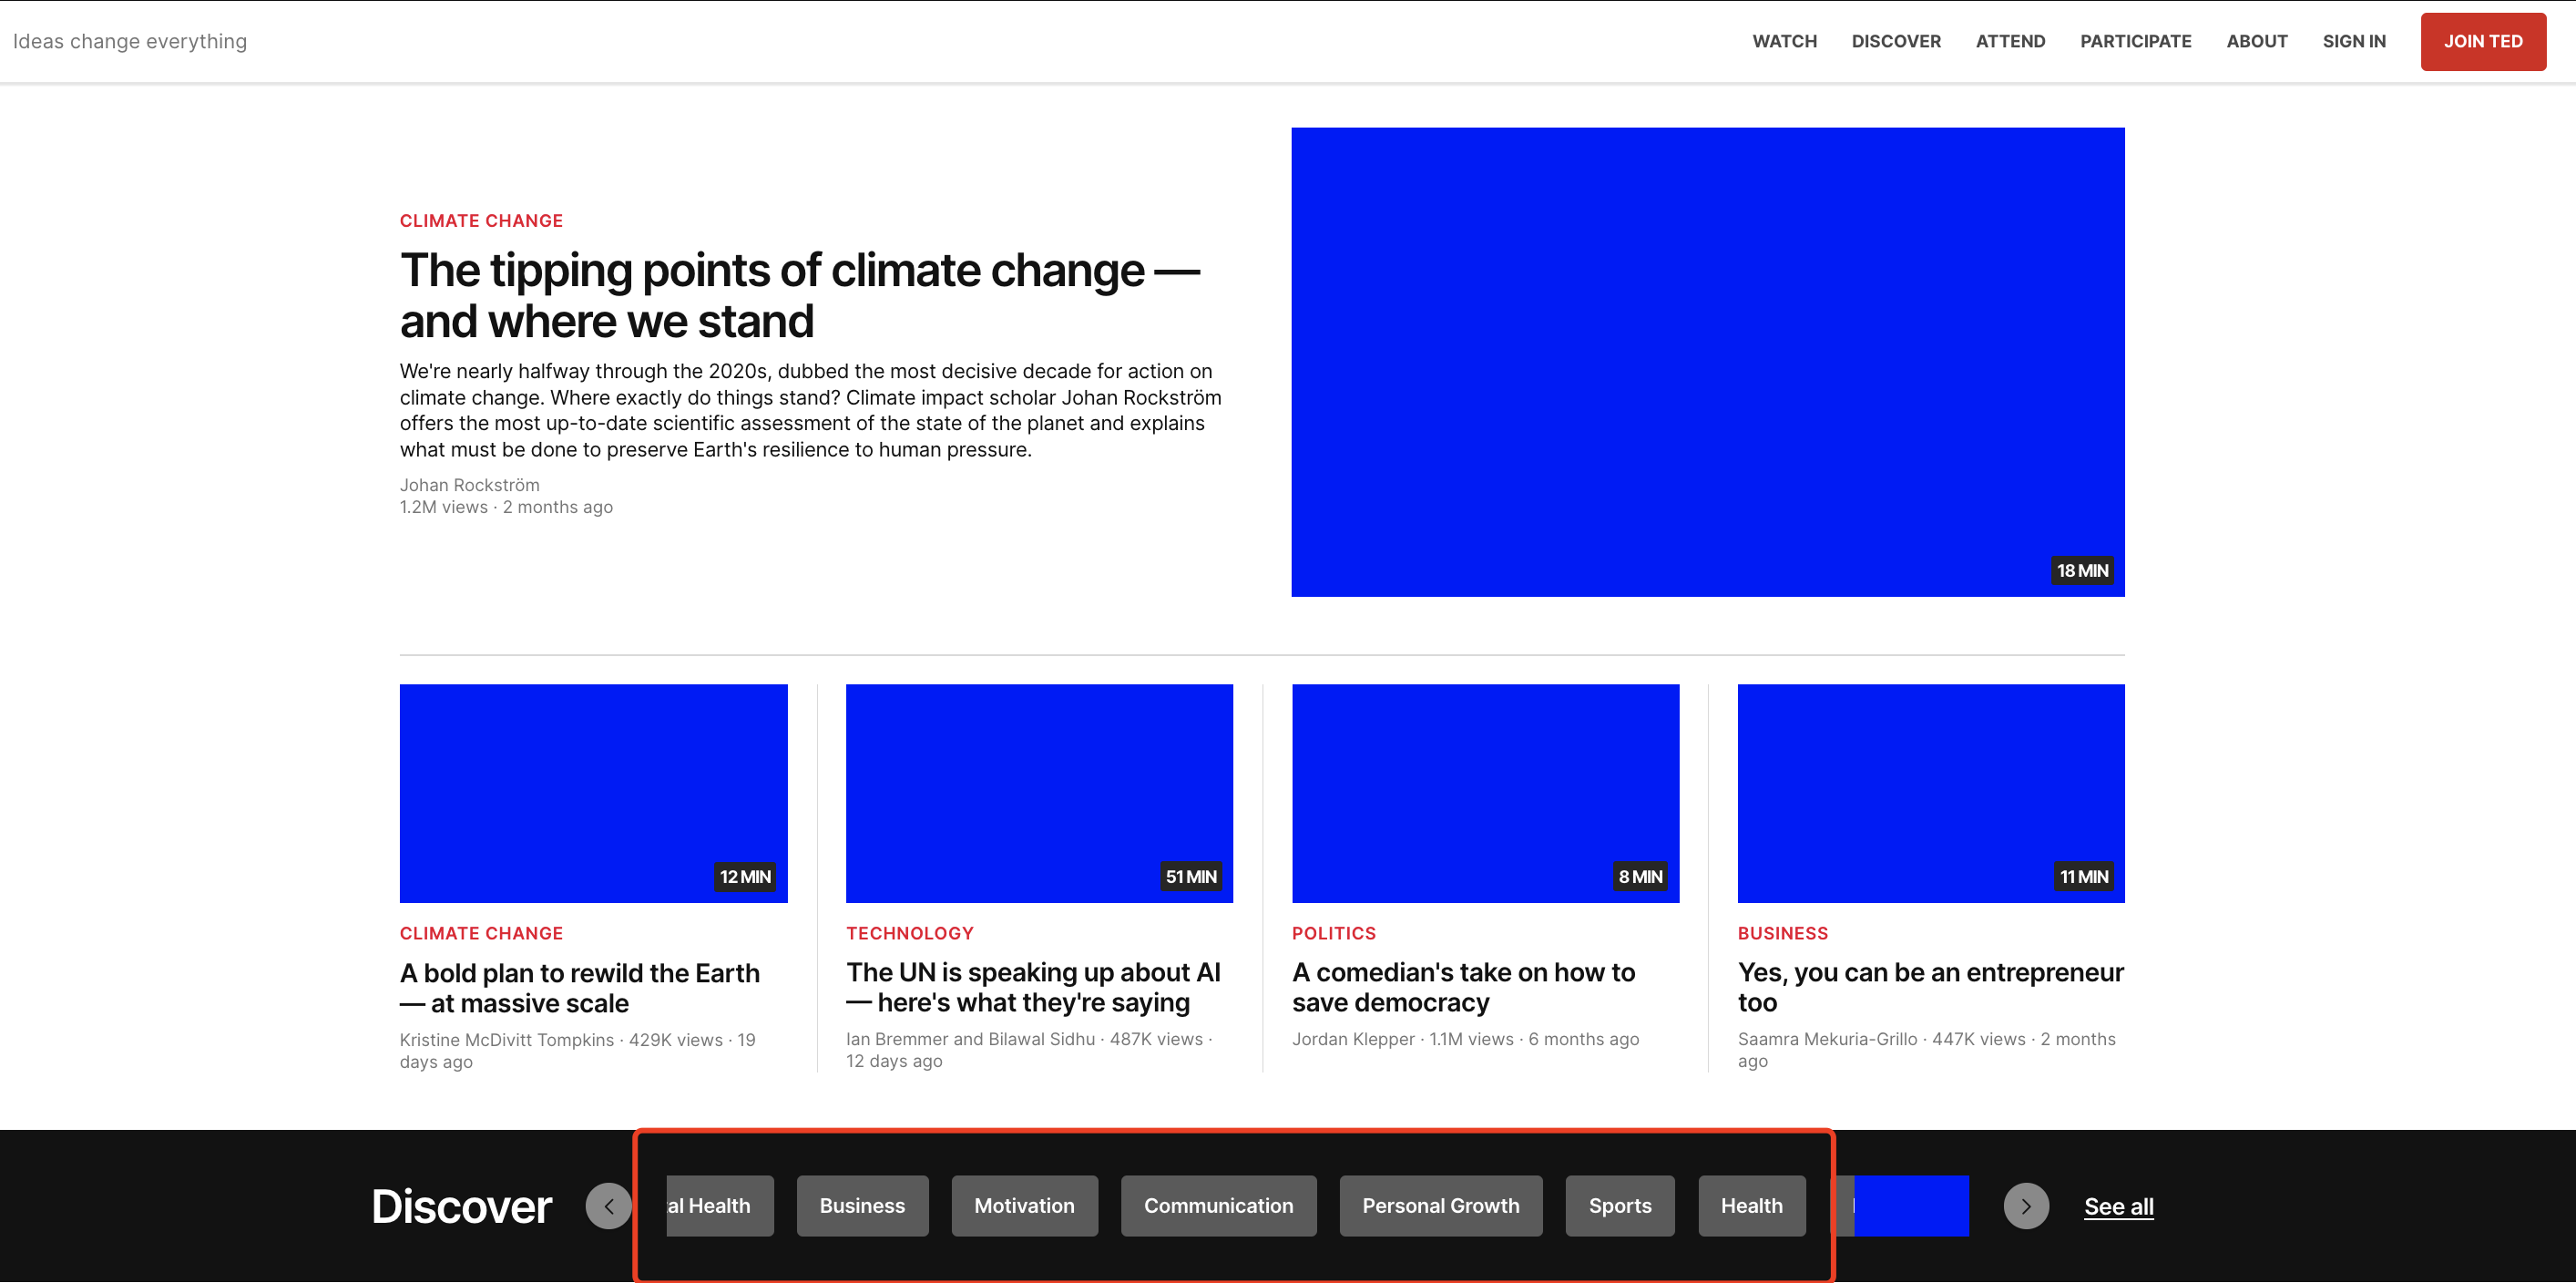 Ideas change everything
WATCH
DISCOVER
ATTEND
PARTICIPATE
ABOUT
SIGN IN
JOIN TED
CLIMATE CHANGE
The tipping points of climate change —
and where we stand
We're nearly halfway through the 2020s, dubbed the most decisive decade for action on
climate change. Where exactly do things stand? Climate impact scholar Johan Rockström
offers the most up-to-date scientific assessment of the state of the planet and explains
what must be done to preserve Earth's resilience to human pressure.
Johan Rockström
1.2M views · 2 months ago
18 MIN
12 MIN
CLIMATE CHANGE
A bold plan to rewild the Earth
— at massive scale
Kristine McDivitt Tompkins · 429K views · 19
days ago
51 MIN
TECHNOLOGY
The UN is speaking up about AI
— here's what they're saying
Ian Bremmer and Bilawal Sidhu · 487K views ·
12 days ago
8 MIN
POLITICS
A comedian's take on how to
save democracy
Jordan Klepper · 1.1M views · 6 months ago
11 MIN
BUSINESS
Yes, you can be an entrepreneur
too
Saamra Mekuria-Grillo · 447K views · 2 months
ago
Discover
al Health
Business
Motivation
Communication
Personal Growth
Sports
Health
See all